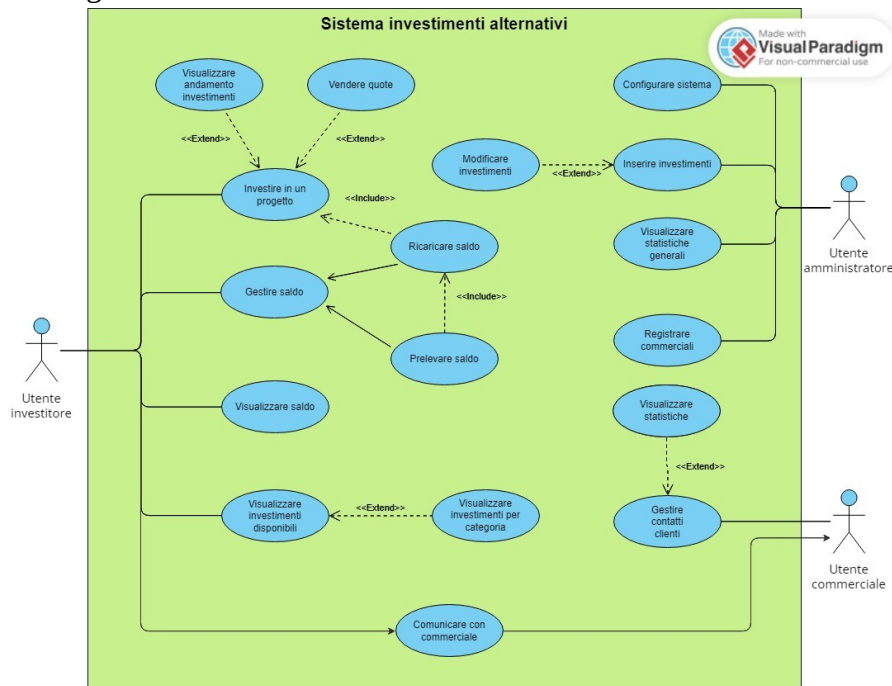 Sistema investimenti alternativi
Made with
Visual Paradigm
For non-commercial use
Visualizzare
andamento
investimenti
Vendere quote
Configurare sistema
<<Extend>>
<<Extend>>
Modificare
investimenti
<<Extend>>
Inserire investimenti
Investire in un
progetto
<<Include>>
Ricaricare saldo
Visualizzare
statistiche
generali
Utente
amministratore
Gestire saldo
<<Include>>
Prelevare saldo
Registrare
commerciali
Utente
investitore
Visualizzare saldo
Visualizzare
statistiche
<<Extend>>
Visualizzare
investimenti
disponibili
<<Extend>>
Visualizzare
investimenti per
categoria
Gestire
contatti
clienti
Utente
commerciale
Comunicare con
commerciale